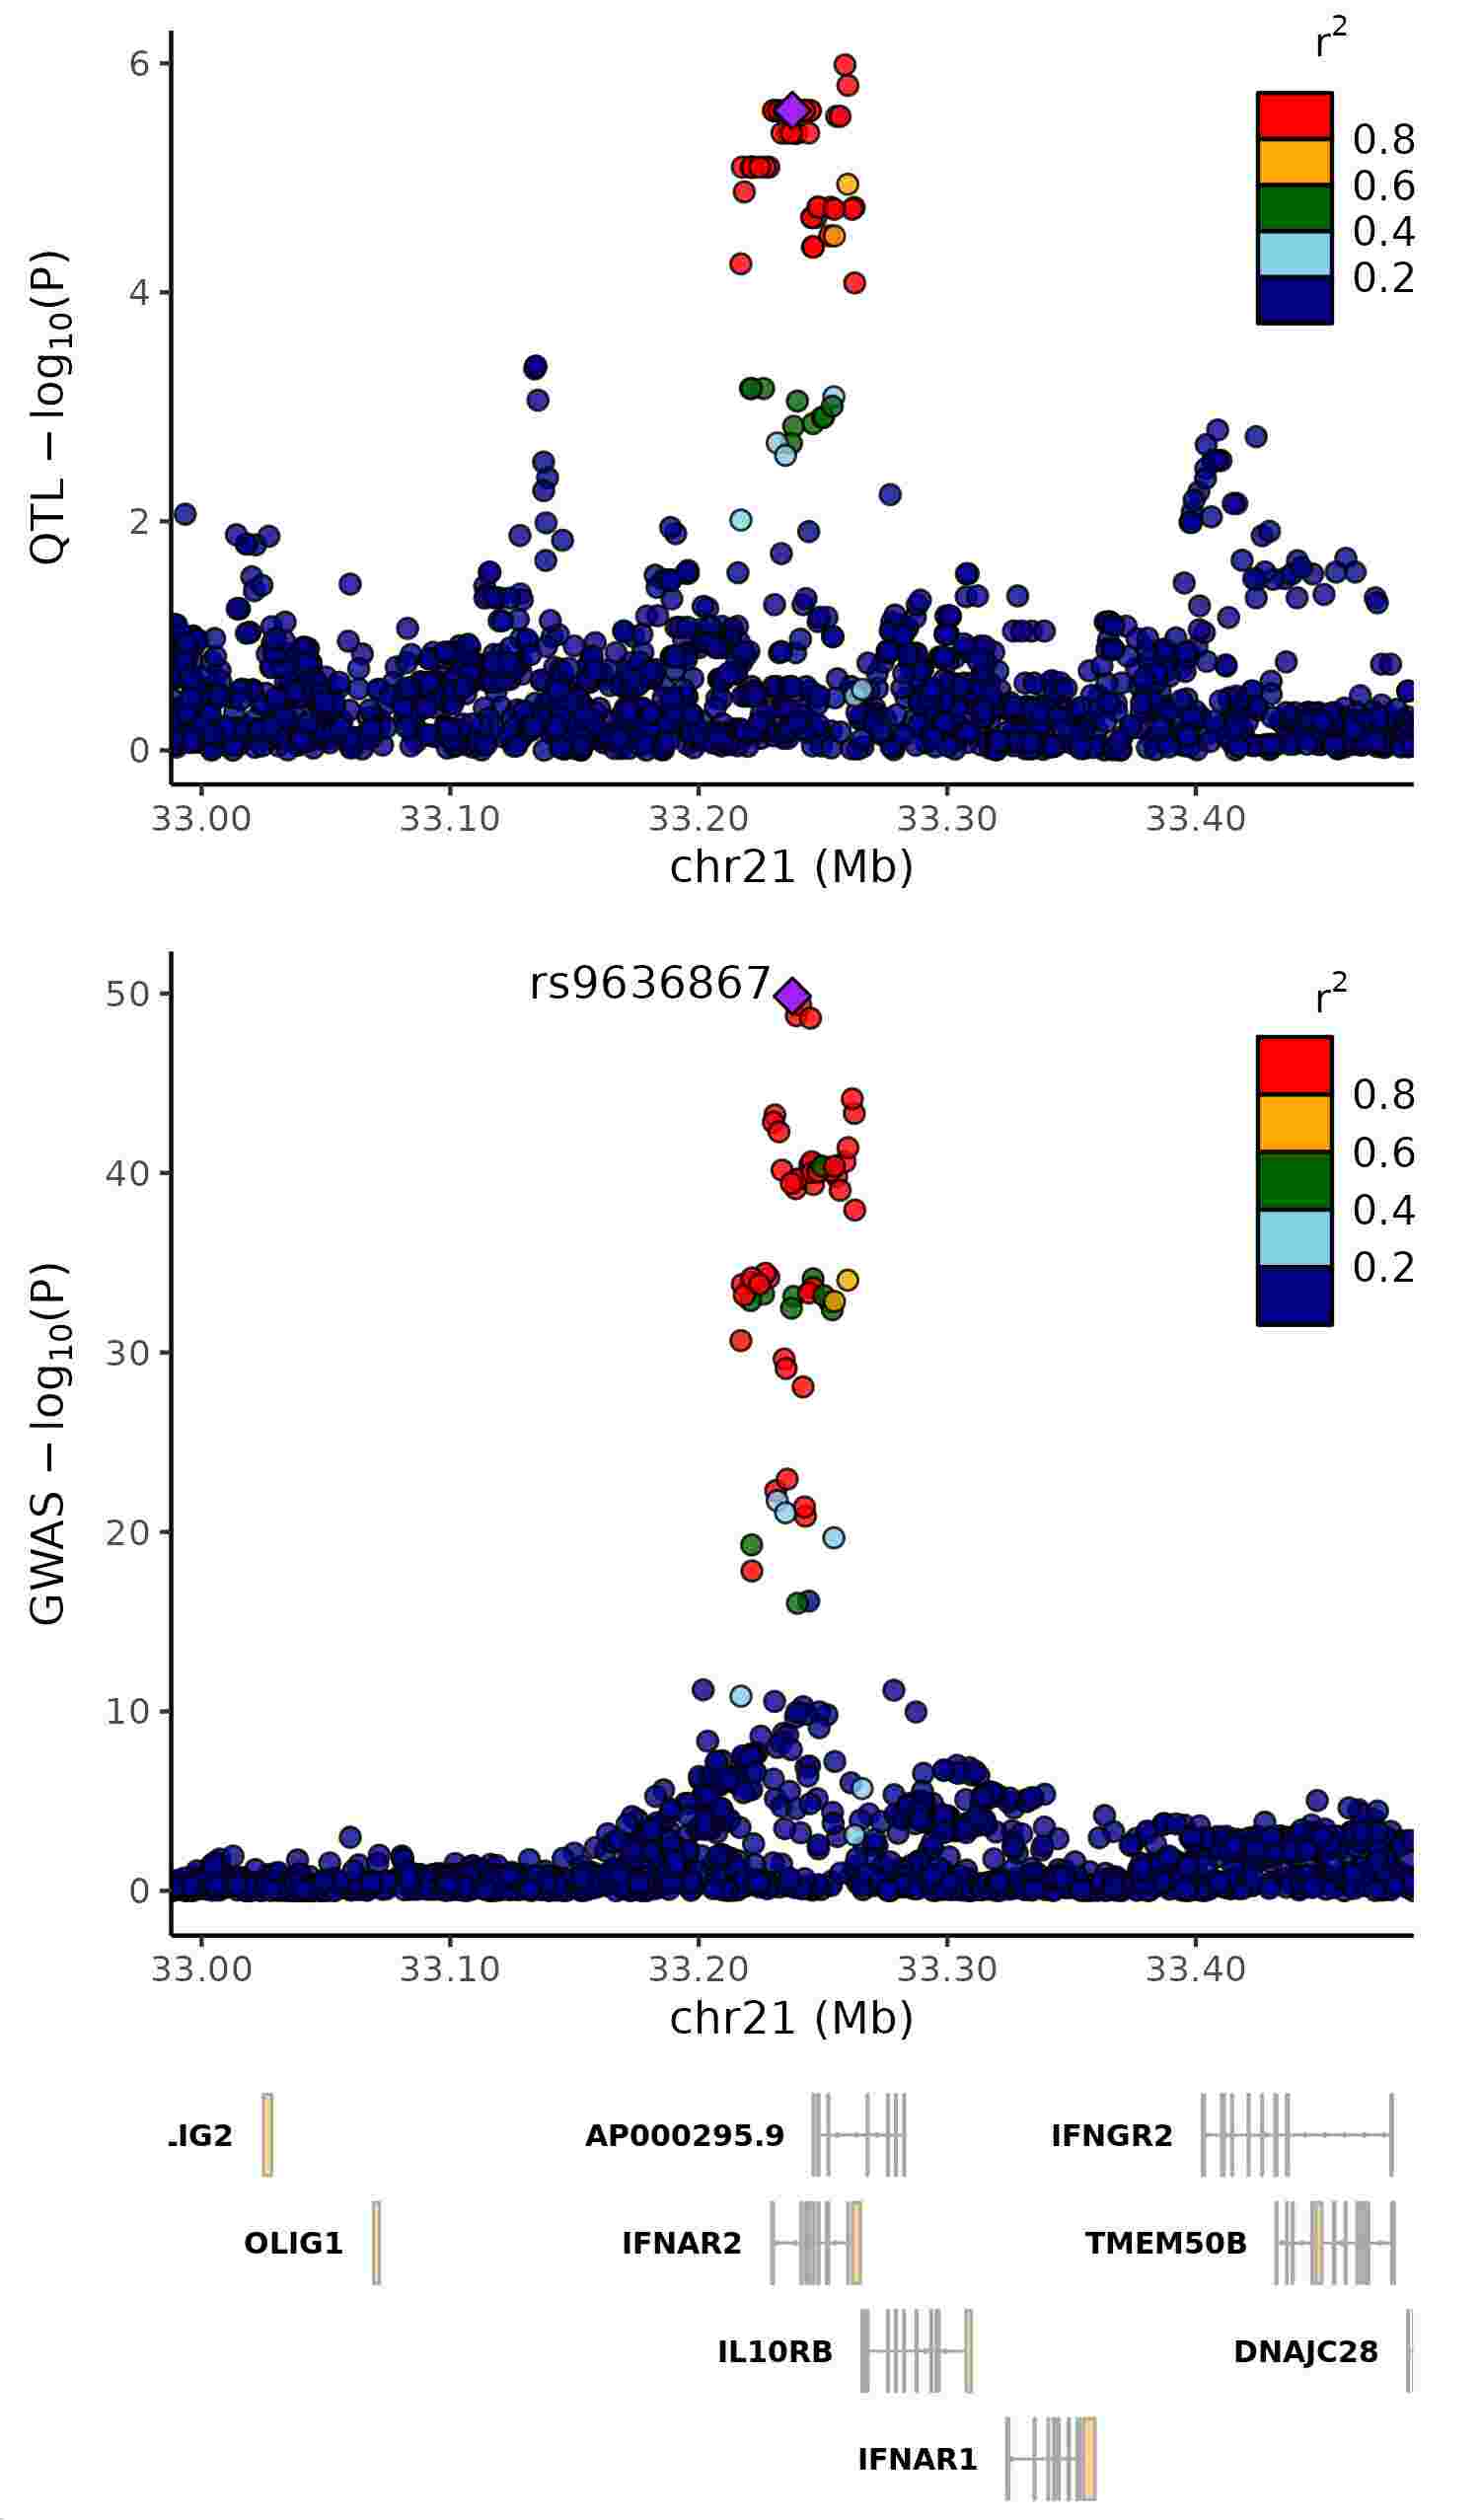 r2
6
4
2
0
QTL −log10(P)
0.8
0.6
0.4
0.2
33.00 33.10 33.20 33.30 33.40
chr21 (Mb)
rs9636867
r2
50
40
30
20
10
0
GWAS −log10(P)
0.8
0.6
0.4
0.2
33.00 33.10 33.20 33.30 33.40
chr21 (Mb)
IG2 AP000295.9 IFNGR2
OLIG1 IFNAR2 TMEM50B
IL10RB DNAJC28
IFNAR1